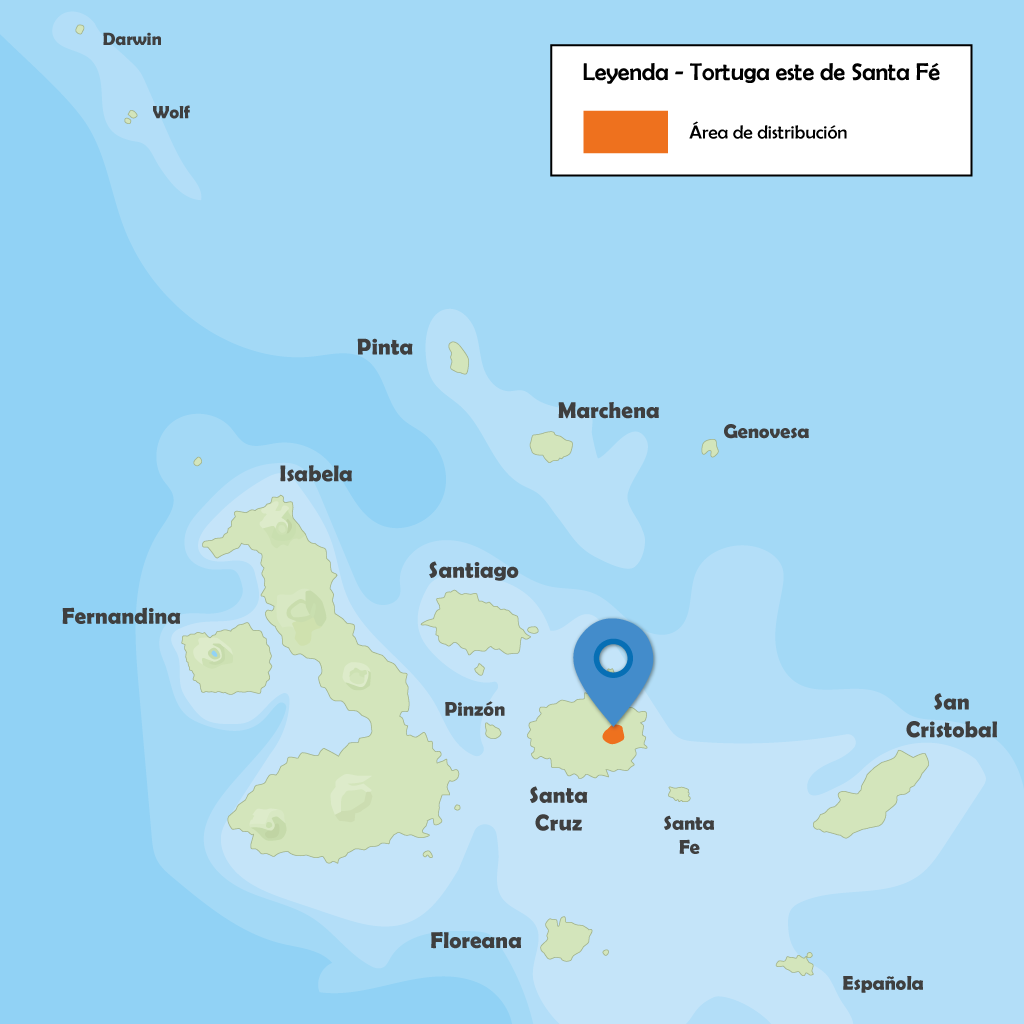 Darwin
Leyenda - Tortuga este de Santa Fé
Wolf
Área de distribución
Pinta
Marchena
Genovesa
Isabela
Santiago
Fernandina
Pinzón
San
Cristobal
Santa
Cruz
Santa
Fe
Floreana
Española